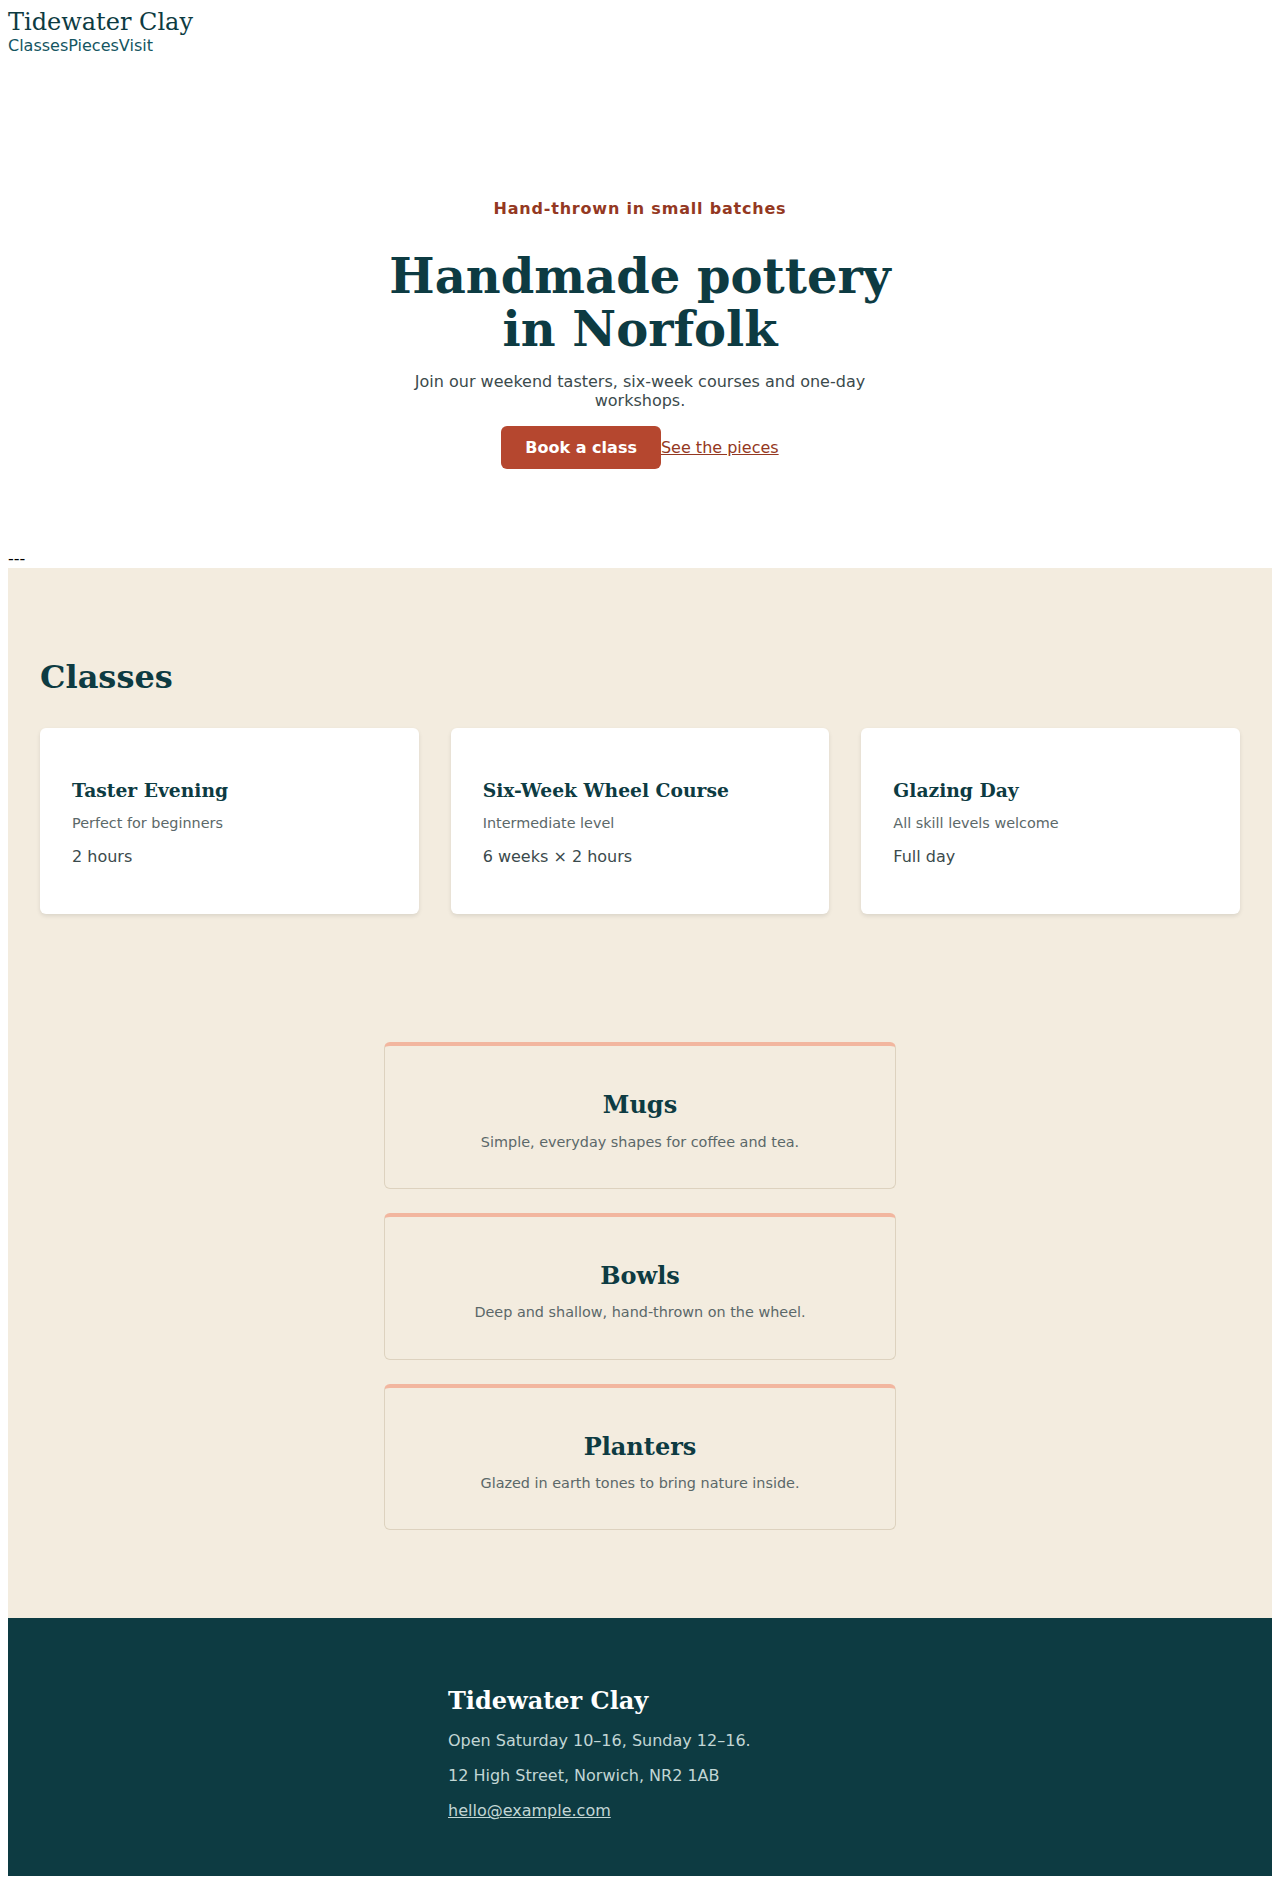 Tidewater Clay
ClassesPiecesVisit
Hand-thrown in small batches
Handmade pottery
in Norfolk
Join our weekend tasters, six-week courses and one-day
workshops.
Book a class See the pieces
---
Classes
Taster Evening
Perfect for beginners
2 hours
Six-Week Wheel Course
Intermediate level
6 weeks × 2 hours
Glazing Day
All skill levels welcome
Full day
Mugs
Simple, everyday shapes for coffee and tea.
Bowls
Deep and shallow, hand-thrown on the wheel.
Planters
Glazed in earth tones to bring nature inside.
Tidewater Clay
Open Saturday 10–16, Sunday 12–16.
12 High Street, Norwich, NR2 1AB
hello@example.com